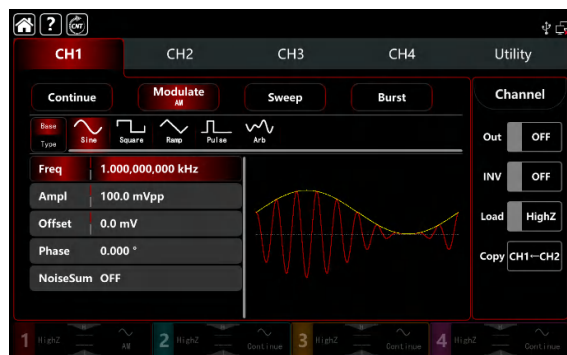 ? CNT
CH1 CH2 CH3 CH4 Utility
Continue Modulate Sweep Burst Channel
AM
Base
Type Sine Square Ramp Pulse Arb
Out OFF
Freq 1.000,000,000 kHz
INV OFF
Ampl 100.0 mVpp
Offset 0.0 mV
Load HighZ
Phase 0.000 °
Copy CH1←CH2
NoiseSum OFF
1 HighZ AM 2 HighZ Continue 3 HighZ Continue 4 HighZ Continue